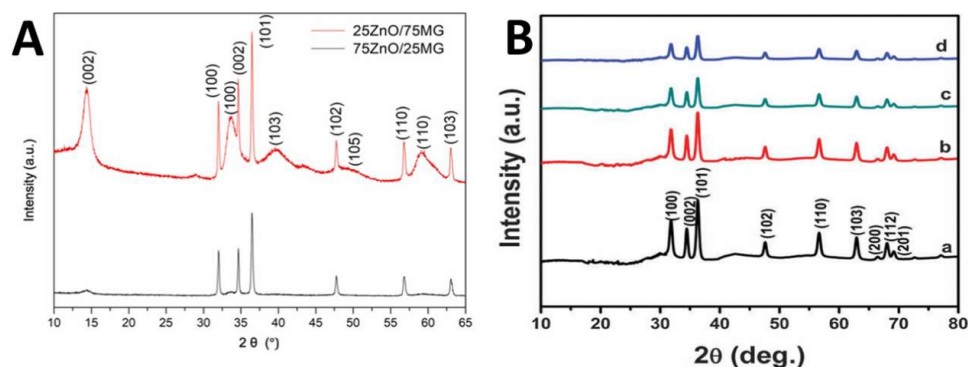 A
25ZnO/75MG
75ZnO/25MG
(002)
(100)
(100)
(002)
(101)
(103)
(102)
(105)
(110)
(110)
(103)
Intensity (a.u.)
10 15 20 25 30 35 40 45 50 55 60 65
2 θ (°)
B
d
c
b
a
(100)
(002)
(101)
(102)
(110)
(103)
(200)
(112)
(201)
Intensity (a.u.)
10 20 30 40 50 60 70 80
2θ (deg.)